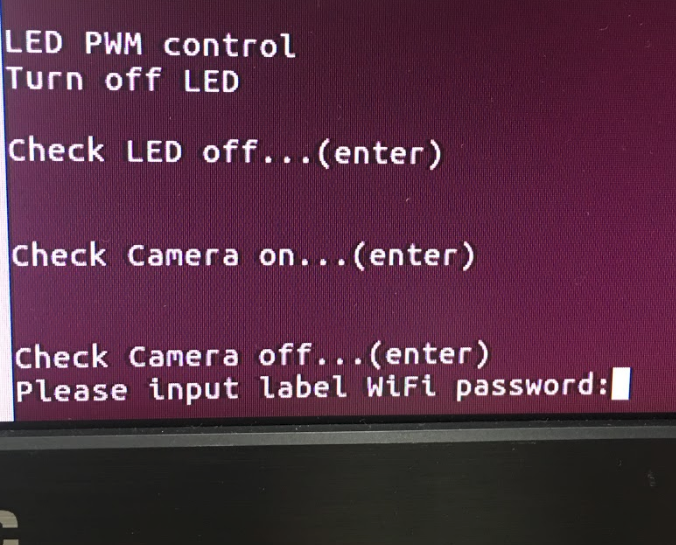 LED PWM control
Turn off LED
Check LED off...(enter)
Check Camera on...(enter)
Check Camera off...(enter)
Please input label WiFi password: